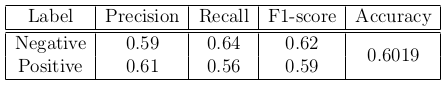 Label Precision Recall F1-score Accuracy
Negative 0.59 0.64 0.62 0.6019
Positive 0.61 0.56 0.59